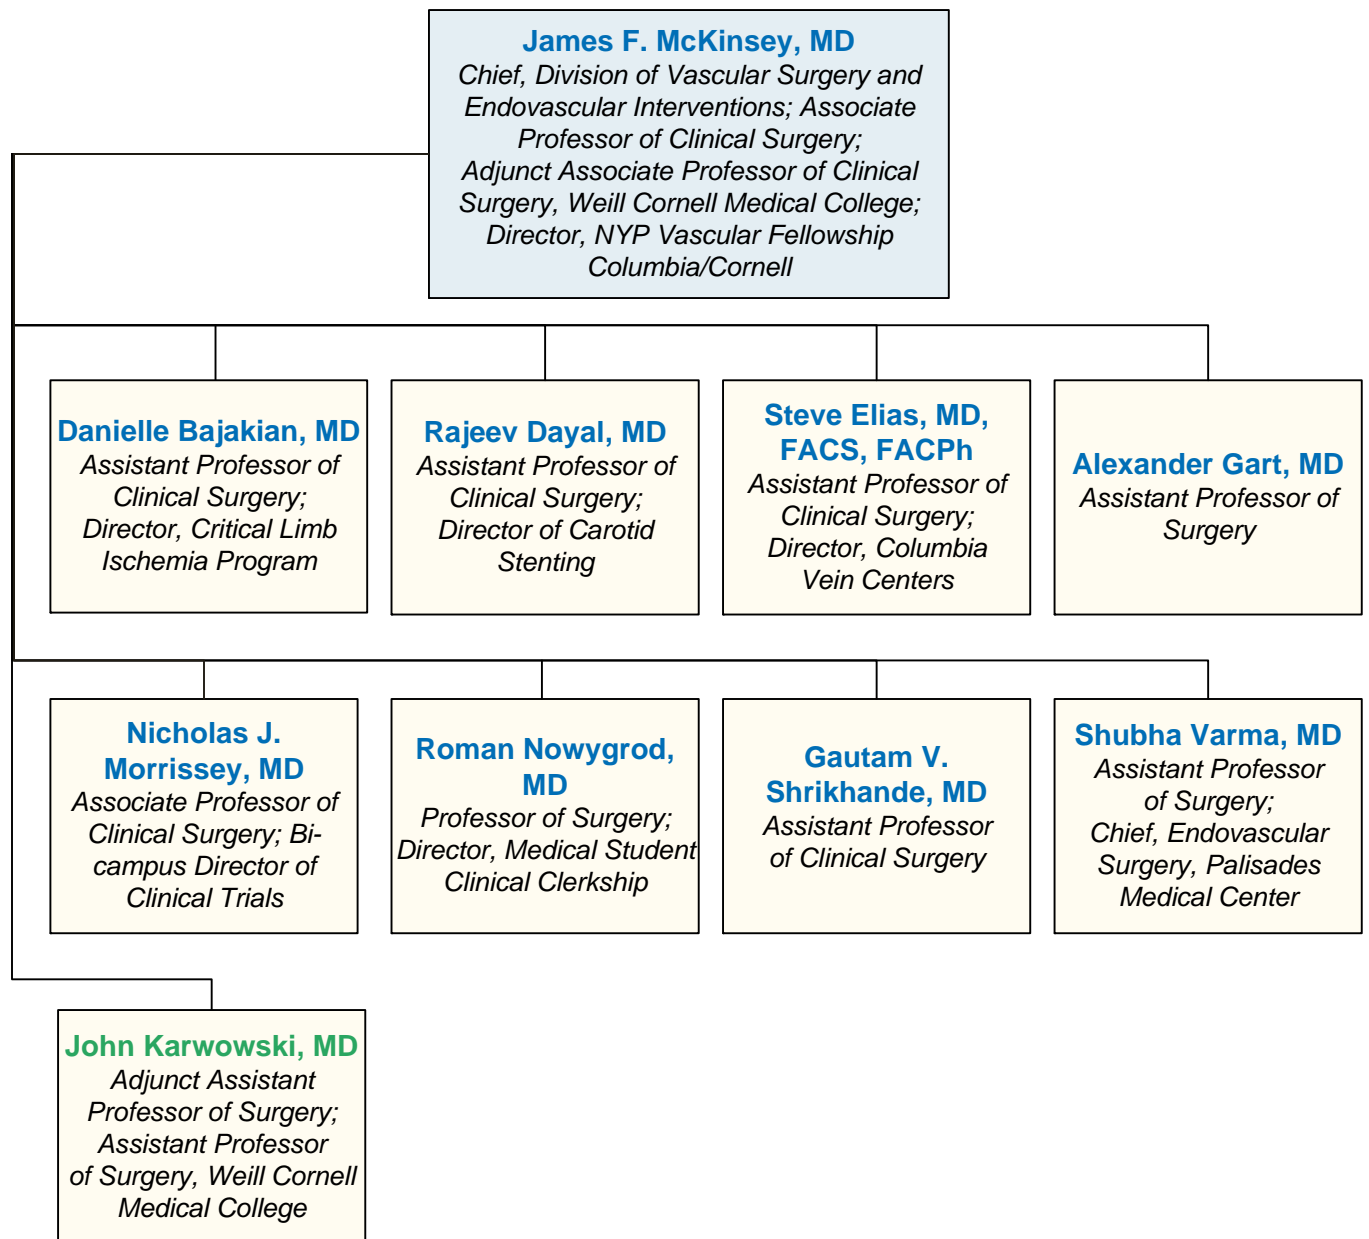 James F. McKinsey, MD
Chief, Division of Vascular Surgery and
Endovascular Interventions; Associate
Professor of Clinical Surgery;
Adjunct Associate Professor of Clinical
Surgery, Weill Cornell Medical College;
Director, NYP Vascular Fellowship
Columbia/Cornell
Danielle Bajakian, MD
Assistant Professor of
Clinical Surgery;
Director, Critical Limb
Ischemia Program
Rajeev Dayal, MD
Assistant Professor of
Clinical Surgery;
Director of Carotid
Stenting
Steve Elias, MD,
FACS, FACPh
Assistant Professor of
Clinical Surgery;
Director, Columbia
Vein Centers
Alexander Gart, MD
Assistant Professor of
Surgery
Nicholas J.
Morrissey, MD
Associate Professor of
Clinical Surgery; Bi-
campus Director of
Clinical Trials
Roman Nowygrod,
MD
Professor of Surgery;
Director, Medical Student
Clinical Clerkship
Gautam V.
Shrikhande, MD
Assistant Professor
of Clinical Surgery
Shubha Varma, MD
Assistant Professor
of Surgery;
Chief, Endovascular
Surgery, Palisades
Medical Center
John Karwowski, MD
Adjunct Assistant
Professor of Surgery;
Assistant Professor
of Surgery, Weill Cornell
Medical College